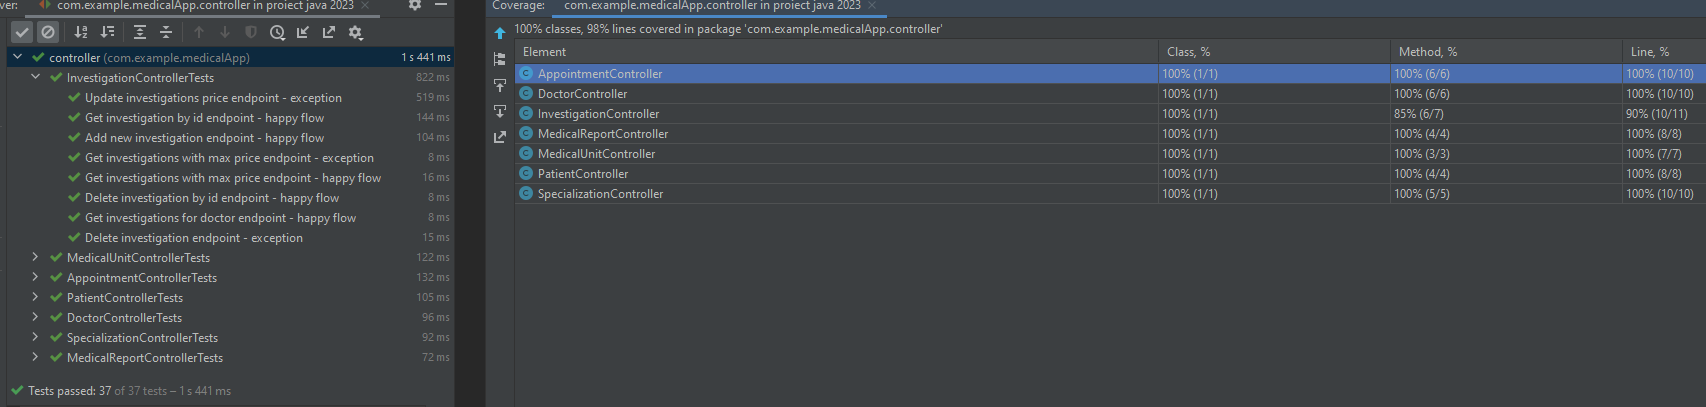 ver: com.example.medicalApp.controller in proiect java 2023
controller (com.example.medicalApp) 1 s 441 ms
InvestigationControllerTests 822 ms
Update investigations price endpoint - exception 519 ms
Get investigation by id endpoint - happy flow 144 ms
Add new investigation endpoint - happy flow 104 ms
Get investigations with max price endpoint - exception 8 ms
Get investigations with max price endpoint - happy flow 16 ms
Delete investigation by id endpoint - happy flow 8 ms
Get investigations for doctor endpoint - happy flow 8 ms
Delete investigation endpoint - exception 15 ms
MedicalUnitControllerTests 122 ms
AppointmentControllerTests 132 ms
PatientControllerTests 105 ms
DoctorControllerTests 96 ms
SpecializationControllerTests 92 ms
MedicalReportControllerTests 72 ms
Tests passed: 37 of 37 tests – 1 s 441 ms
Coverage: com.example.medicalApp.controller in proiect java 2023
100% classes, 98% lines covered in package 'com.example.medicalApp.controller'
Element Class, % Method, % Line, %
AppointmentController 100% (1/1) 100% (6/6) 100% (10/10)
DoctorController 100% (1/1) 100% (6/6) 100% (10/10)
InvestigationController 100% (1/1) 85% (6/7) 90% (10/11)
MedicalReportController 100% (1/1) 100% (4/4) 100% (8/8)
MedicalUnitController 100% (1/1) 100% (3/3) 100% (7/7)
PatientController 100% (1/1) 100% (4/4) 100% (8/8)
SpecializationController 100% (1/1) 100% (5/5) 100% (10/10)